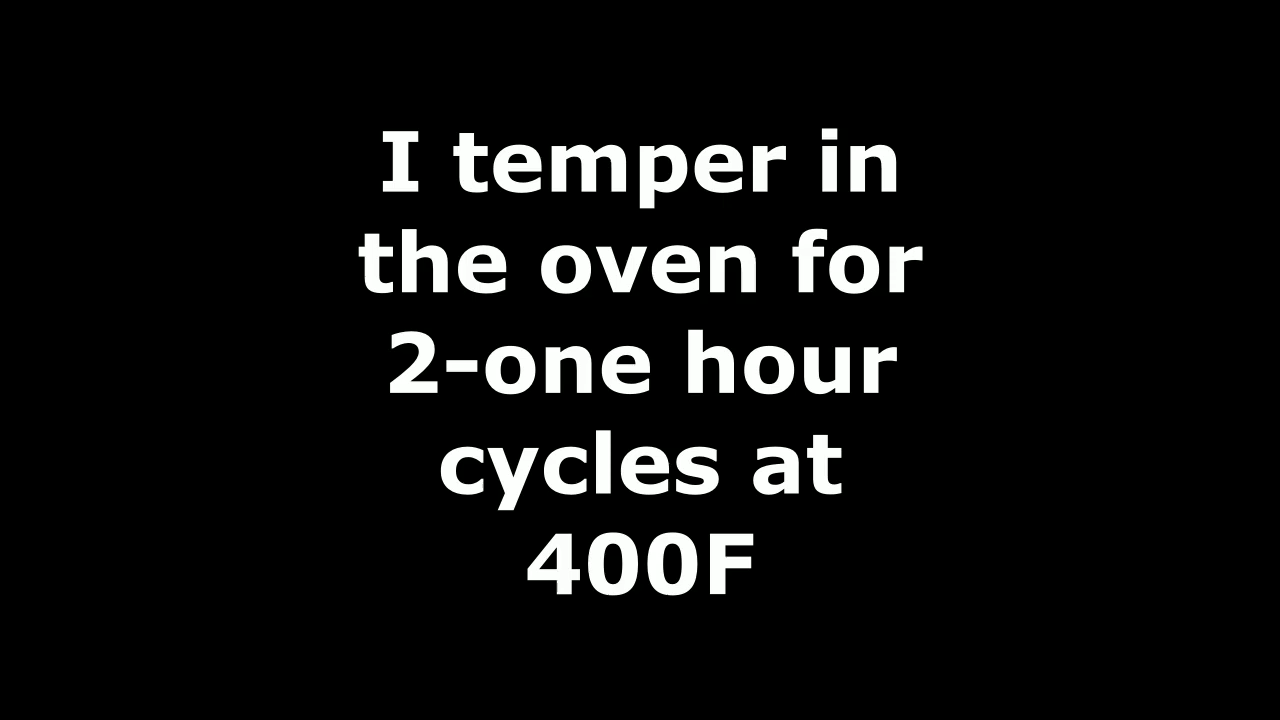 I temper in
the oven for
2-one hour
cycles at
400F